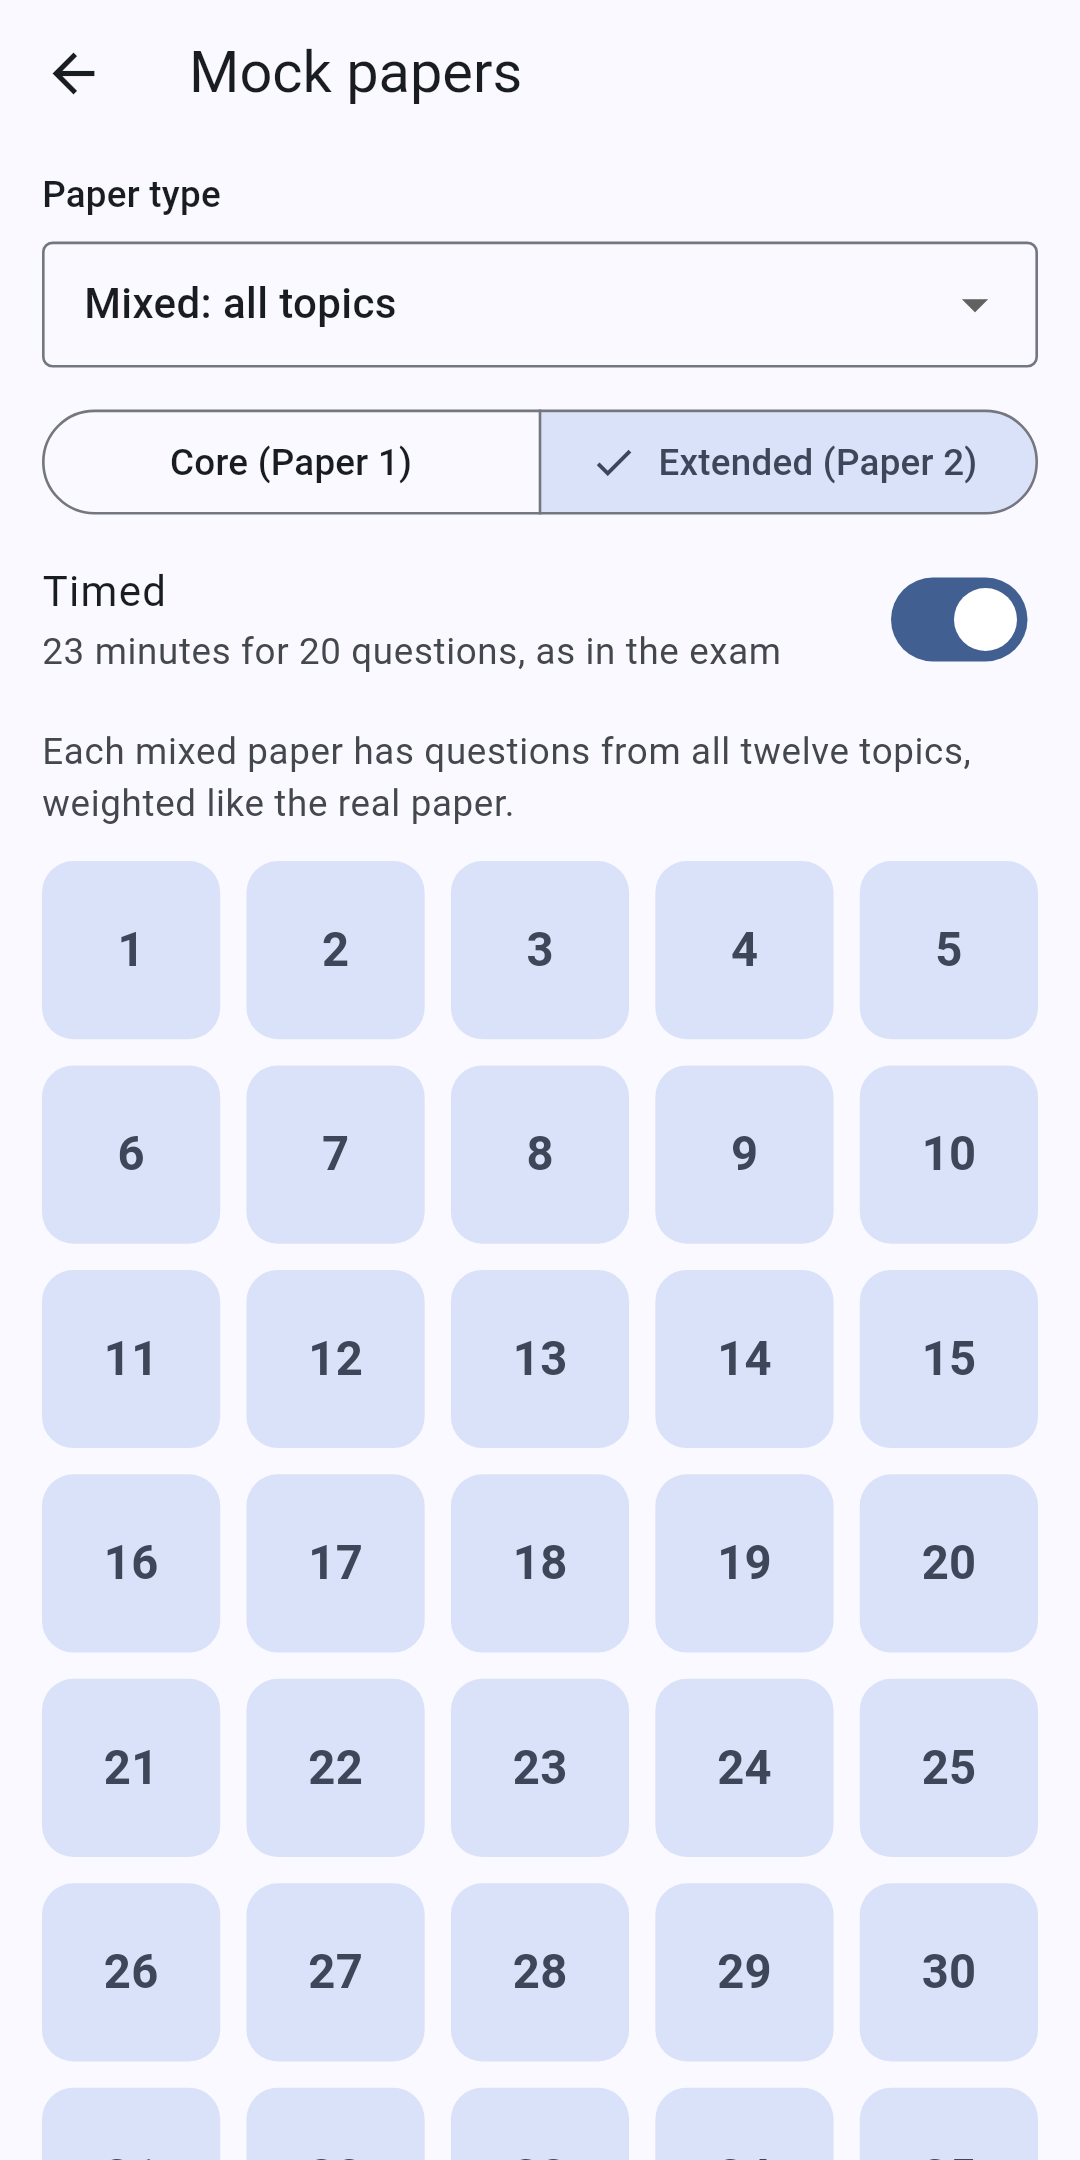 Mock papers
Paper type
Mixed: all topics
Core (Paper 1)
Extended (Paper 2)
Timed
23 minutes for 20 questions, as in the exam
Each mixed paper has questions from all twelve topics,
weighted like the real paper.
1 2 3 4 5
6 7 8 9 10
11 12 13 14 15
16 17 18 19 20
21 22 23 24 25
26 27 28 29 30